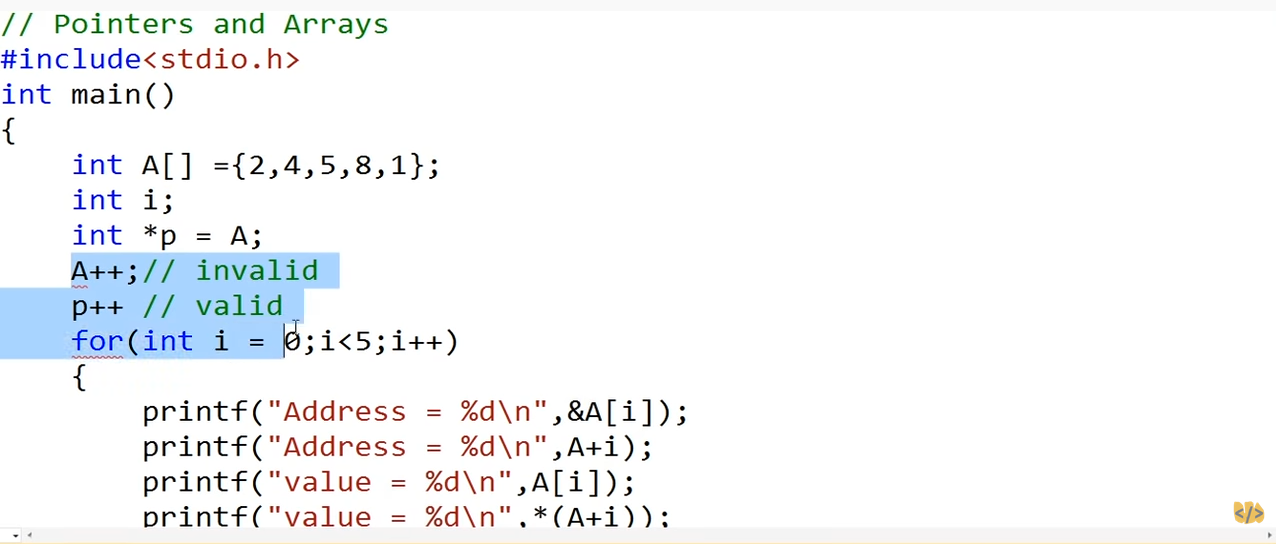 // Pointers and Arrays
#include<stdio.h>
int main()
{
    int A[] ={2,4,5,8,1};
    int i;
    int *p = A;
    A++;// invalid
    p++ // valid
    for(int i = 0;i<5;i++)
    {
        printf("Address = %d\n",&A[i]);
        printf("Address = %d\n",A+i);
        printf("value = %d\n",A[i]);
        printf("value = %d\n",*(A+i));